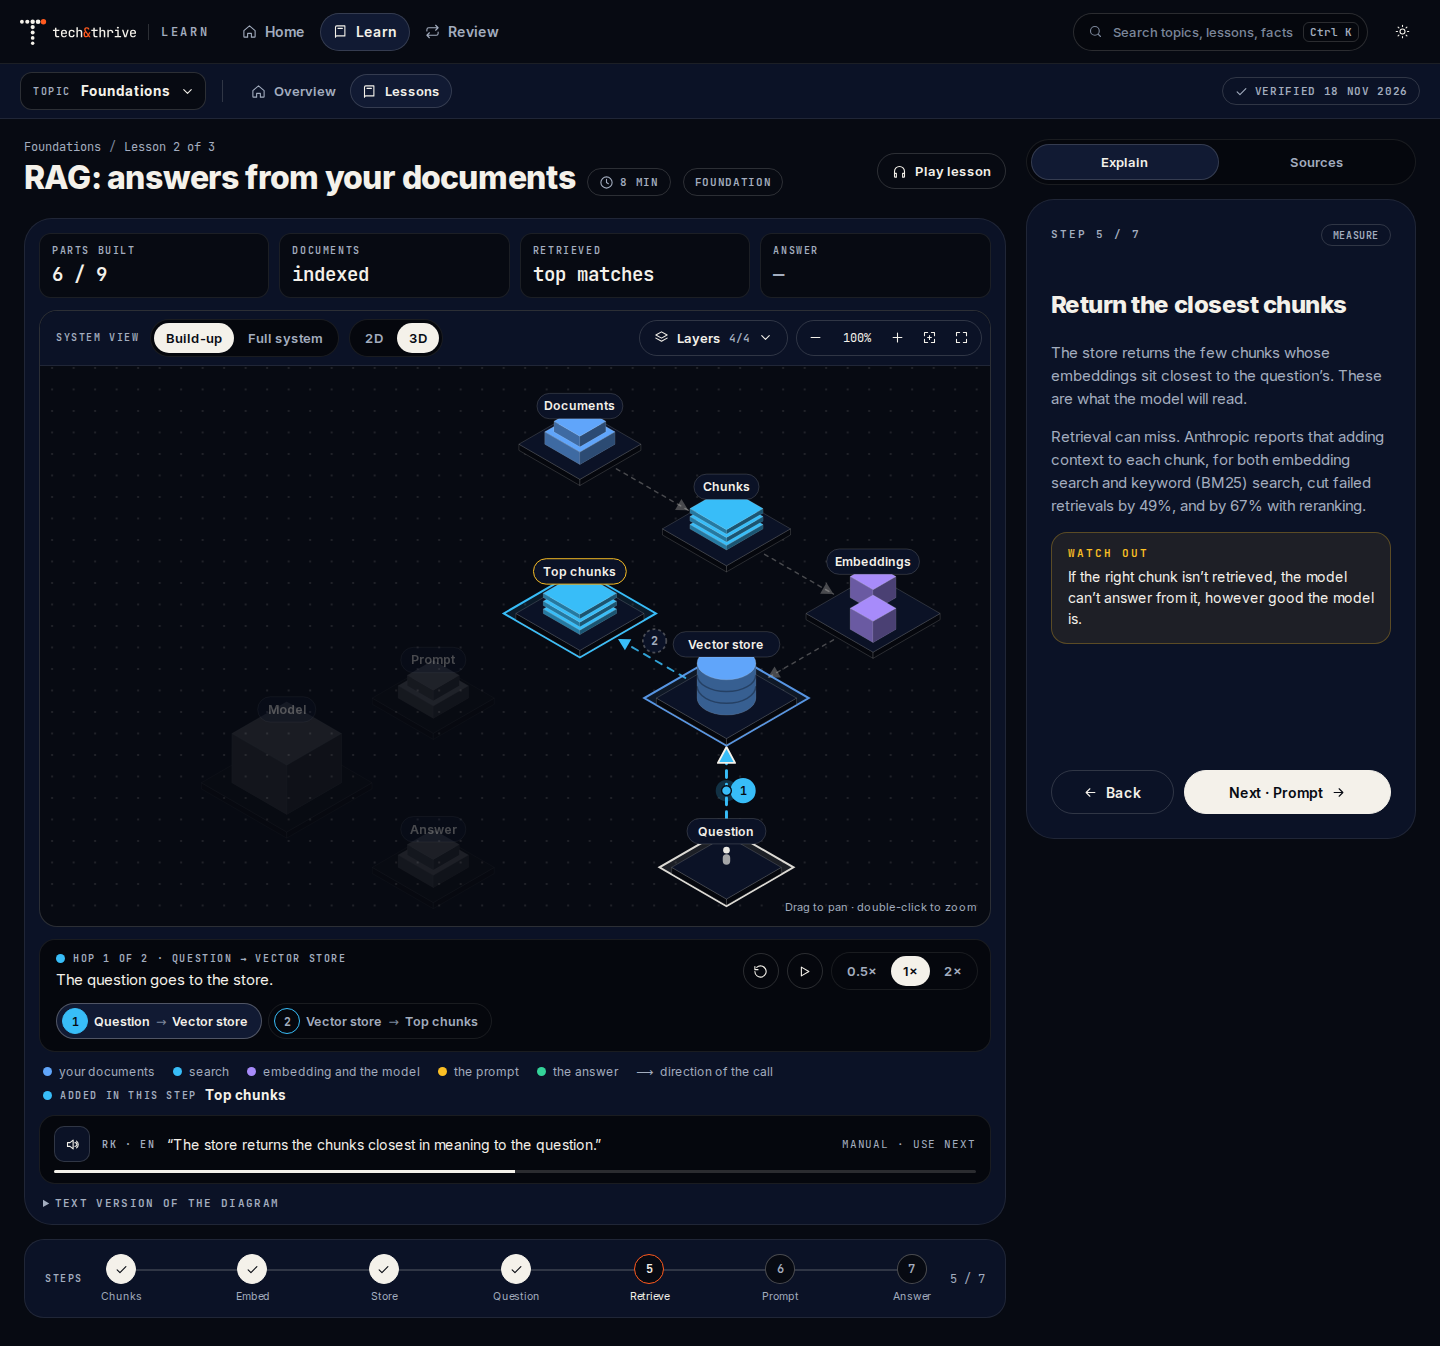 tech&thrive LEARN Home Learn Review Search topics, lessons, facts Ctrl K
TOPIC Foundations Overview Lessons VERIFIED 18 NOV 2026
Foundations / Lesson 2 of 3
RAG: answers from your documents 8 MIN FOUNDATION Play lesson
PARTS BUILT
6 / 9
DOCUMENTS
indexed
RETRIEVED
top matches
ANSWER
—
SYSTEM VIEW Build-up Full system 2D 3D Layers 4/4 100%
Documents
Chunks
Embeddings
Top chunks
2
Vector store
Prompt
Model
1
Question
Answer
Drag to pan · double-click to zoom
HOP 1 OF 2 · QUESTION → VECTOR STORE
The question goes to the store.
0.5× 1× 2×
1 Question → Vector store 2 Vector store → Top chunks
your documents search embedding and the model the prompt the answer direction of the call
ADDED IN THIS STEP Top chunks
RK · EN “The store returns the chunks closest in meaning to the question.” MANUAL · USE NEXT
TEXT VERSION OF THE DIAGRAM
STEPS 5 6 7 5 / 7
Chunks Embed Store Question Retrieve Prompt Answer
Explain Sources
STEP 5 / 7 MEASURE
Return the closest chunks
The store returns the few chunks whose
embeddings sit closest to the question’s. These
are what the model will read.
Retrieval can miss. Anthropic reports that adding
context to each chunk, for both embedding
search and keyword (BM25) search, cut failed
retrievals by 49%, and by 67% with reranking.
WATCH OUT
If the right chunk isn’t retrieved, the model
can’t answer from it, however good the model
is.
← Back Next · Prompt →